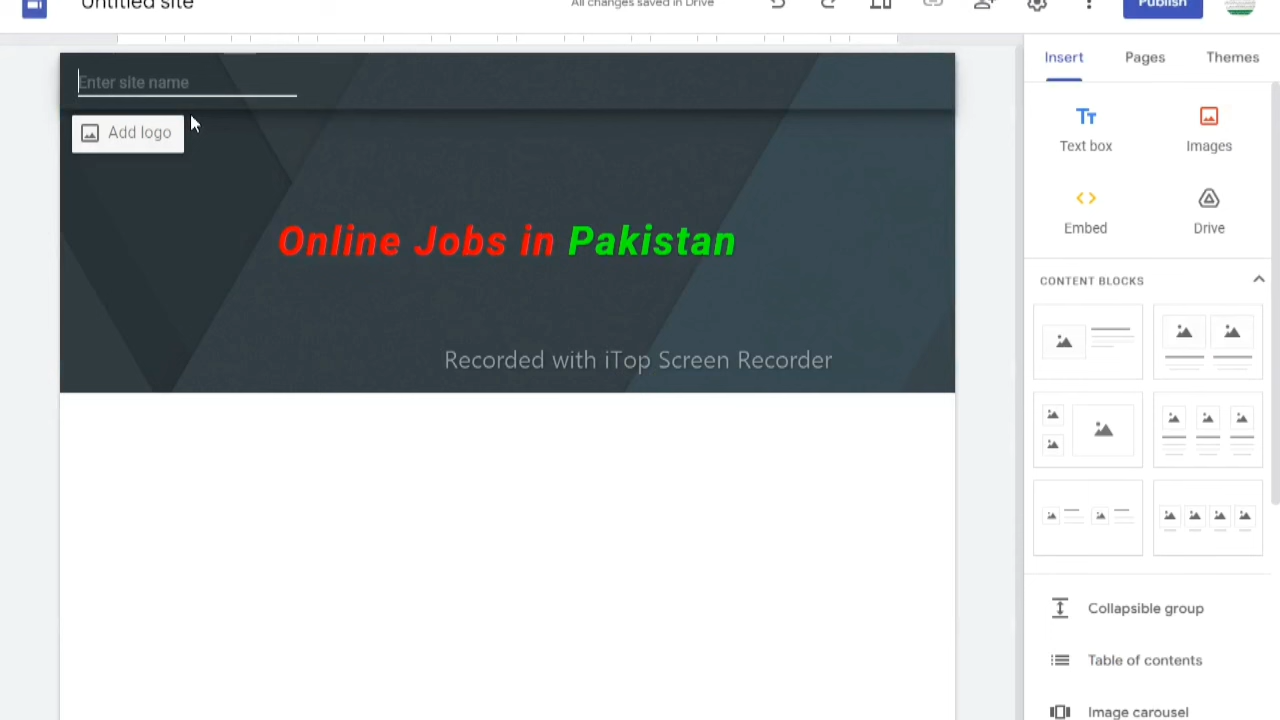 Untitled site
All changes saved in Drive
Publish
Enter site name
Add logo
Online Jobs in Pakistan
Recorded with iTop Screen Recorder
Insert
Pages
Themes
Text box
Images
Embed
Drive
CONTENT BLOCKS
Collapsible group
Table of contents
Image carousel